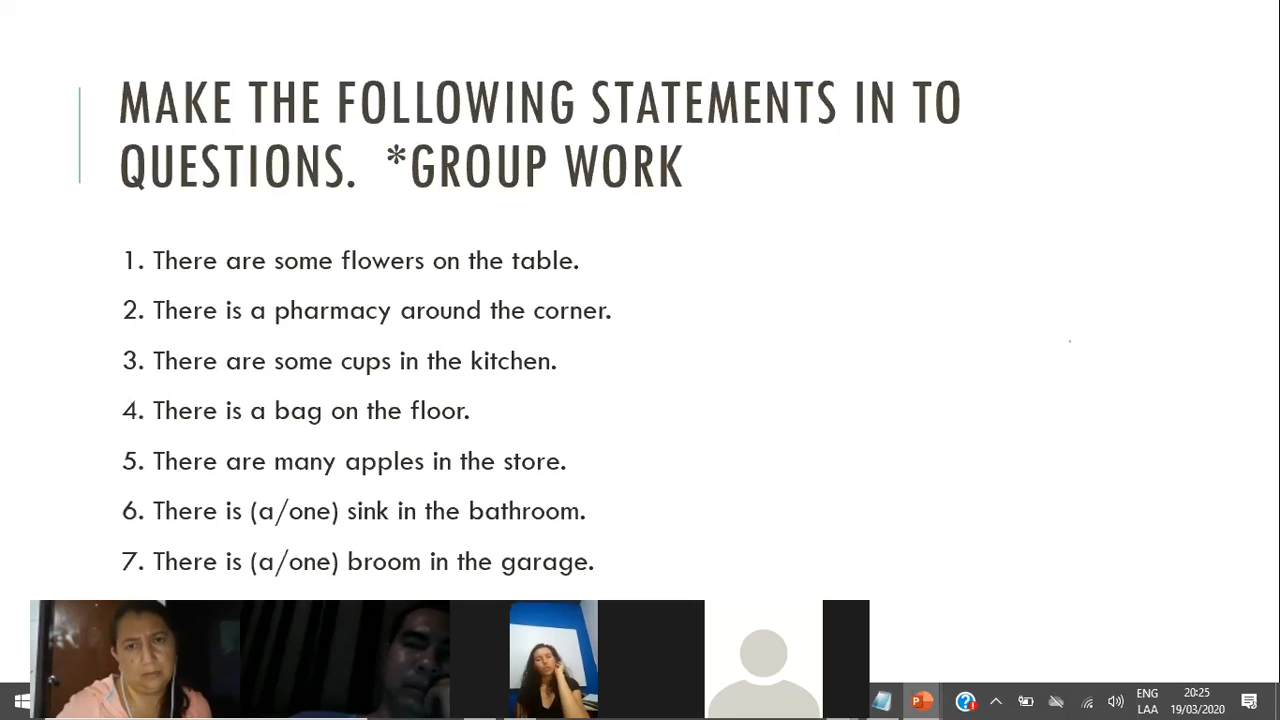 MAKE THE FOLLOWING STATEMENTS IN TO
QUESTIONS. *GROUP WORK
1. There are some flowers on the table.
2. There is a pharmacy around the corner.
3. There are some cups in the kitchen.
4. There is a bag on the floor.
5. There are many apples in the store.
6. There is (a/one) sink in the bathroom.
7. There is (a/one) broom in the garage.
ENG 20:25
LAA 19/03/2020